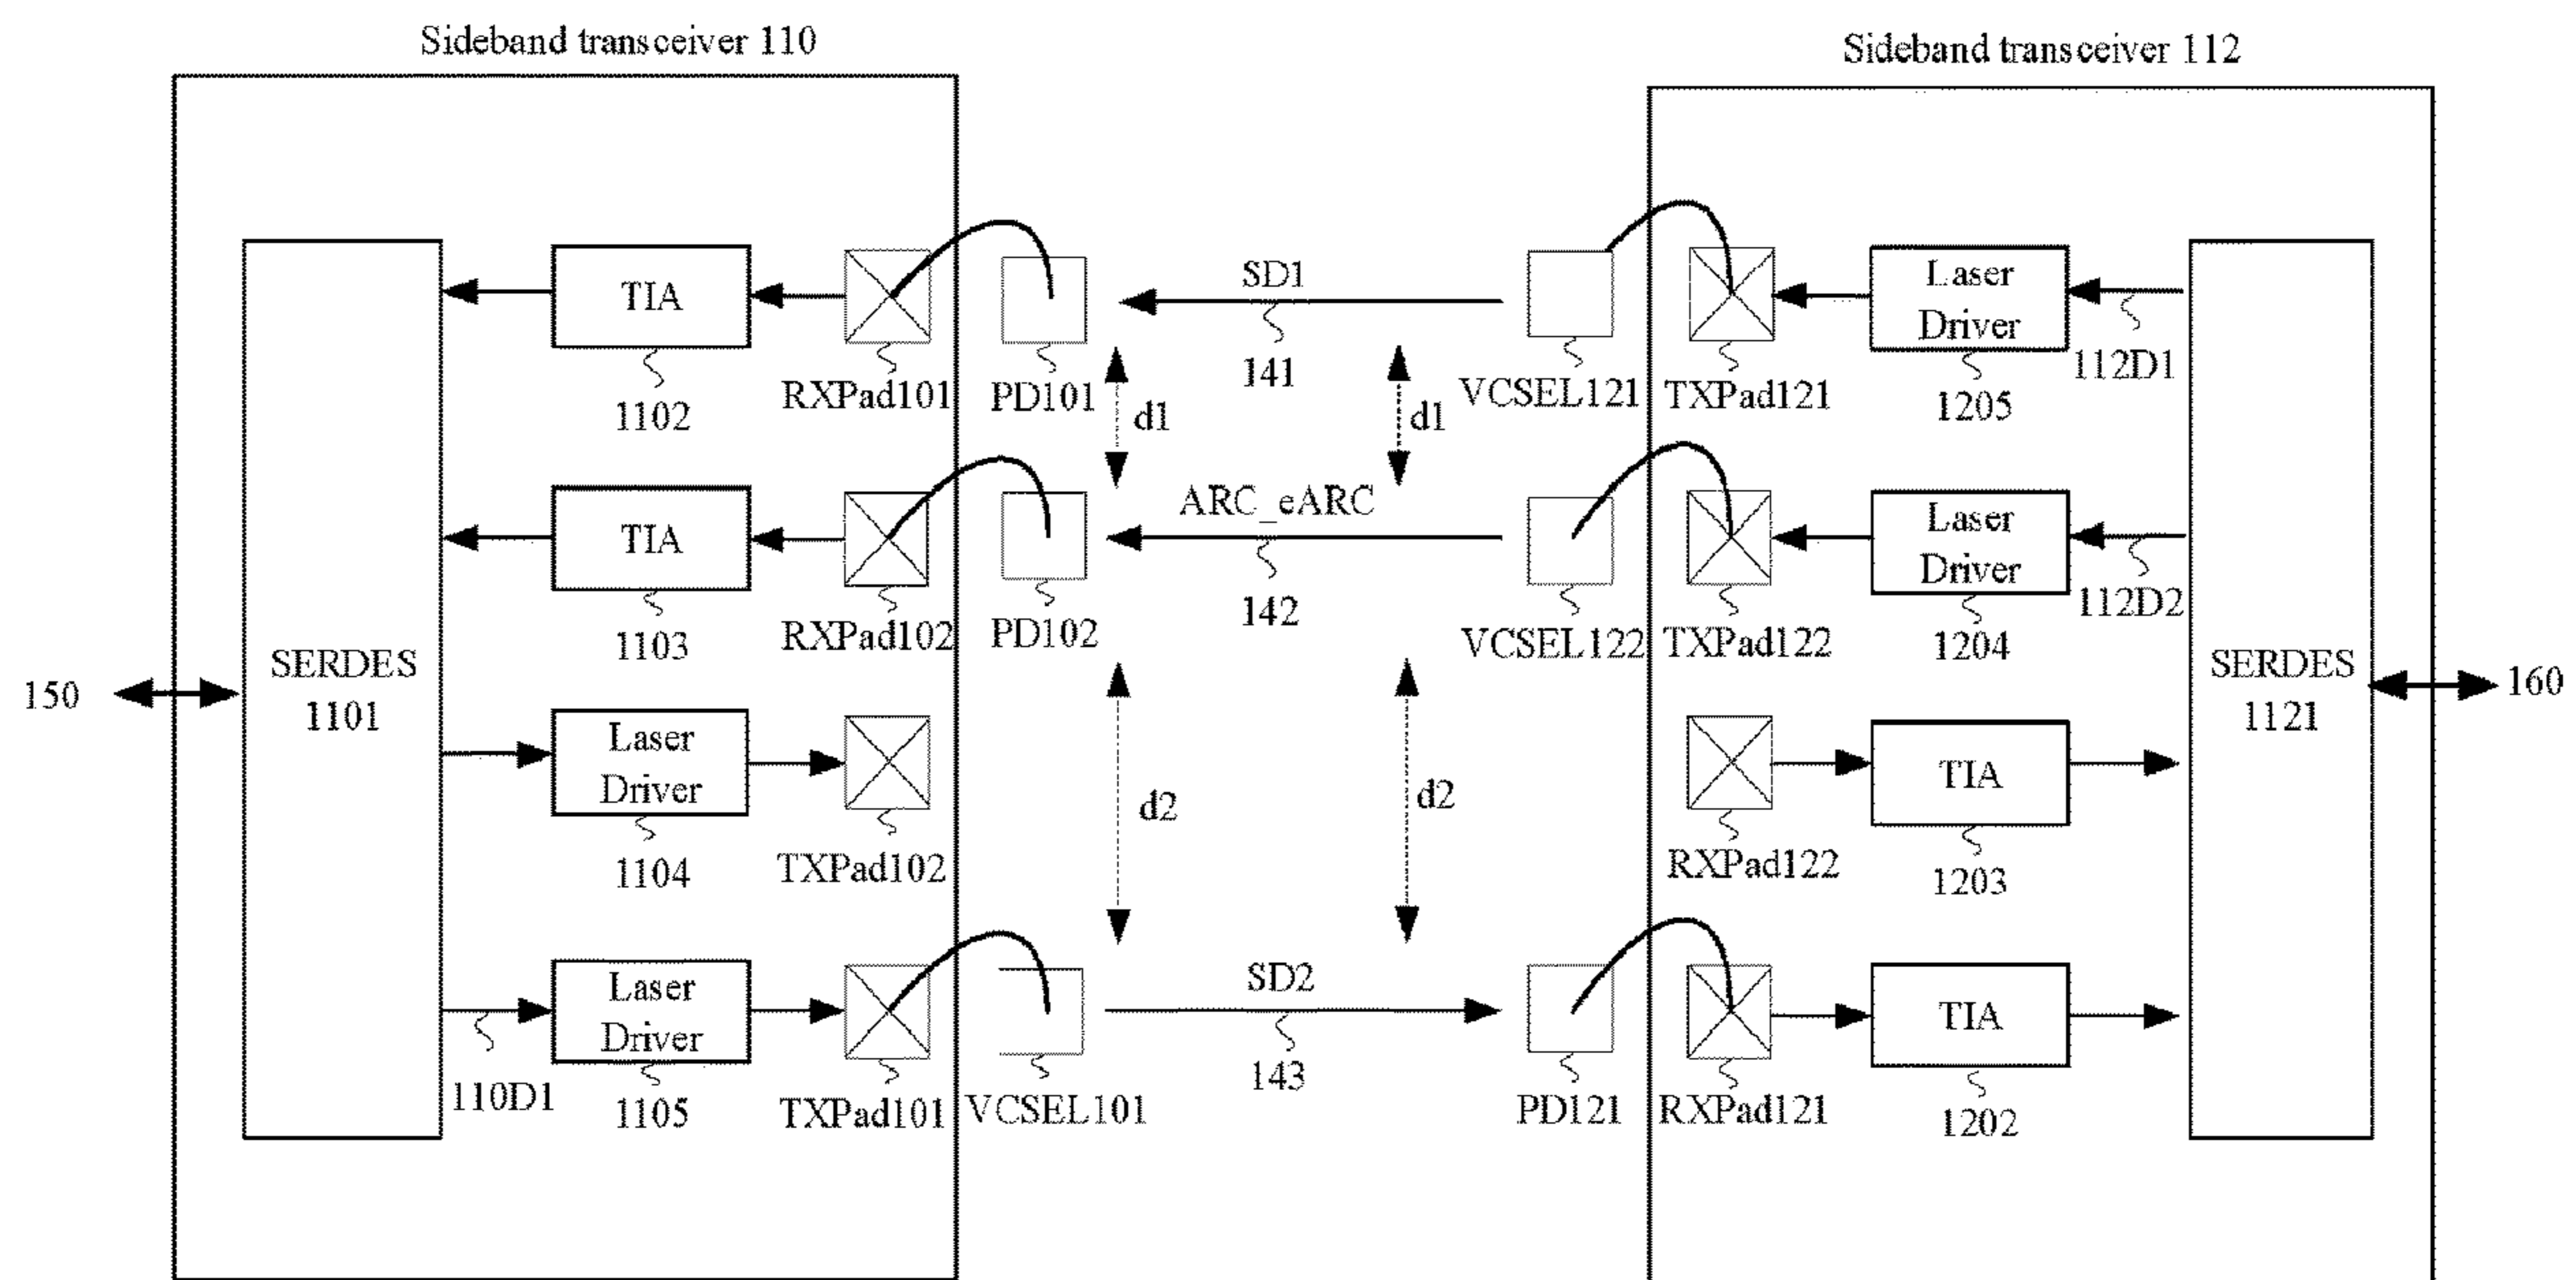 Sideband transceiver 110
Sideband transceiver 112
TIA
1102
RXPad101
PD101
SD1
141
VCSEL121
TXPad121
Laser
Driver
1205
112D1
d1
d1
TIA
1103
RXPad102
PD102
ARC_eARC
142
VCSEL122
TXPad122
Laser
Driver
1204
112D2
150
SERDES
1101
SERDES
1121
160
Laser
Driver
1104
TXPad102
d2
d2
RXPad122
TIA
1203
110D1
Laser
Driver
1105
TXPad101
VCSEL101
SD2
143
PD121
RXPad121
TIA
1202